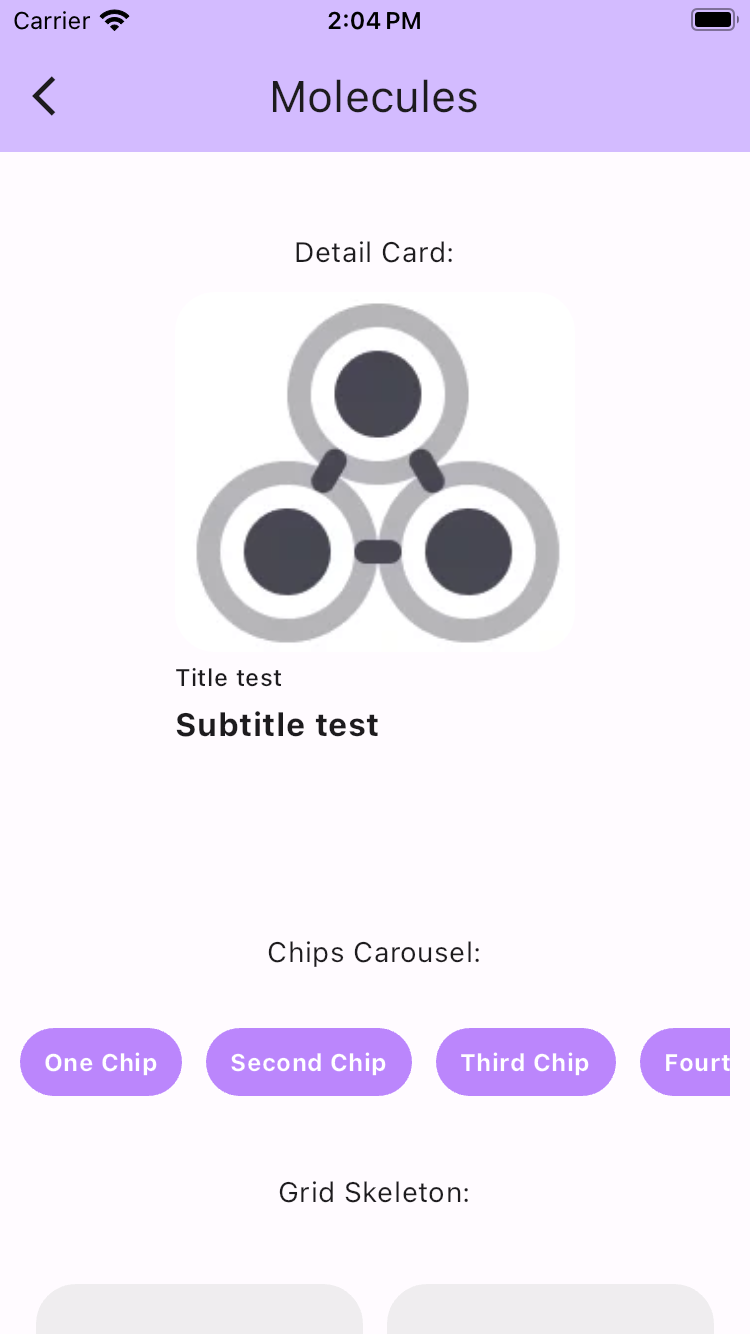 Carrier 2:04 PM
Molecules
Detail Card:
Title test
Subtitle test
Chips Carousel:
One Chip Second Chip Third Chip Fourt
Grid Skeleton: